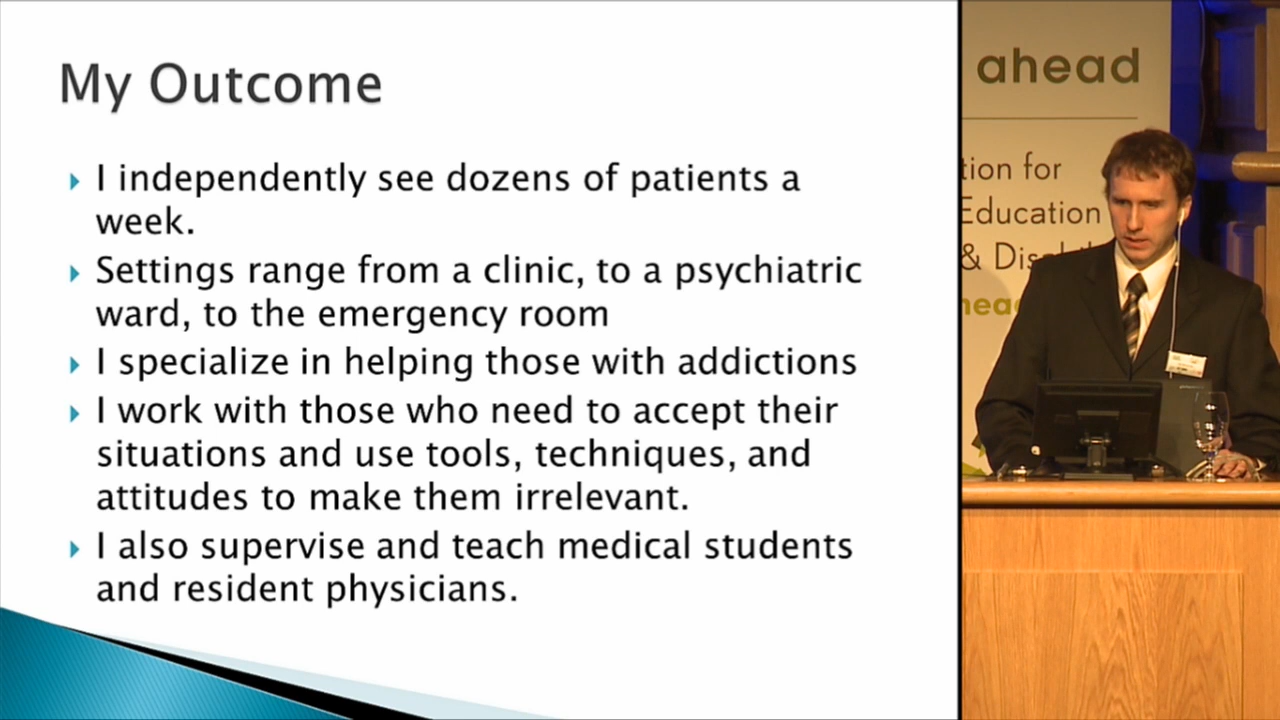 My Outcome
I independently see dozens of patients a
week.
Settings range from a clinic, to a psychiatric
ward, to the emergency room
I specialize in helping those with addictions
I work with those who need to accept their
situations and use tools, techniques, and
attitudes to make them irrelevant.
I also supervise and teach medical students
and resident physicians.
ahead
tion for
Education
&